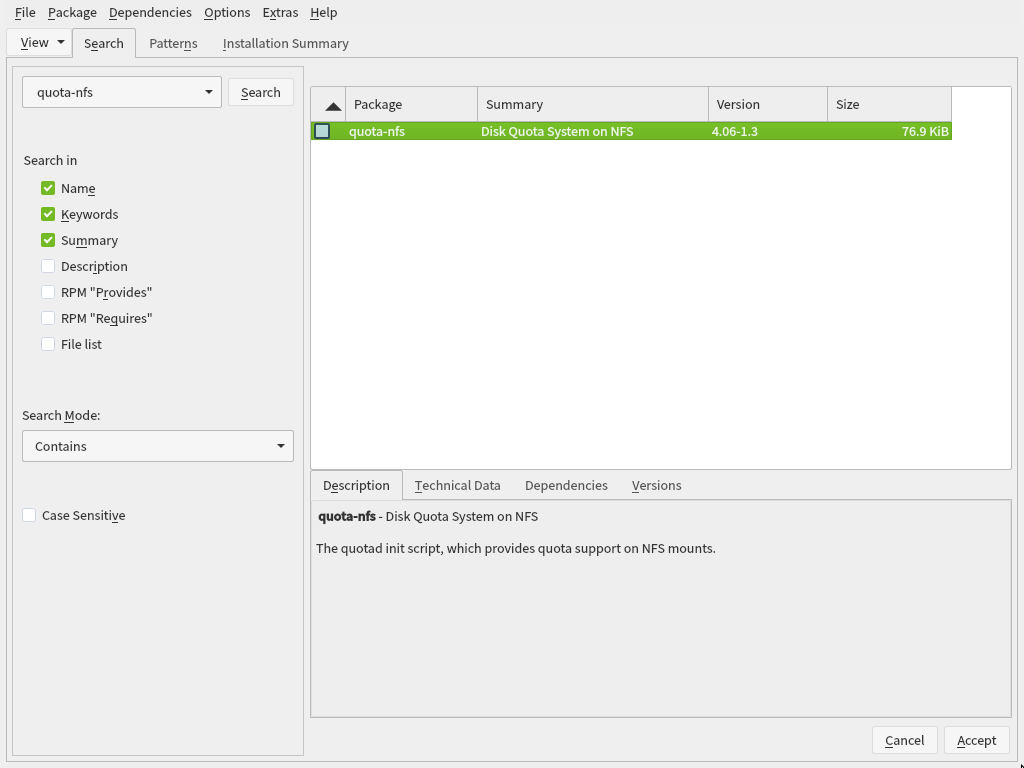 File Package Dependencies Options Extras Help
View Search Patterns Installation Summary
quota-nfs Search
Search in
Name
Keywords
Summary
Description
RPM "Provides"
RPM "Requires"
File list
Search Mode:
Contains
Case Sensitive
Package Summary Version Size
quota-nfs Disk Quota System on NFS 4.06-1.3 76.9 KiB
Description Technical Data Dependencies Versions
quota-nfs - Disk Quota System on NFS
The quotad init script, which provides quota support on NFS mounts.
Cancel Accept